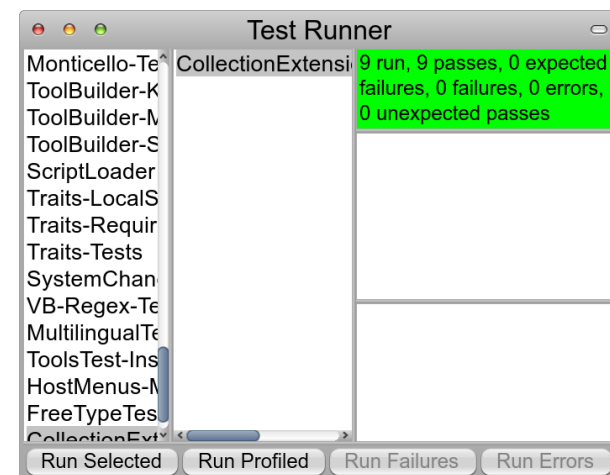 Test Runner
Monticello-Te
ToolBuilder-K
ToolBuilder-M
ToolBuilder-S
ScriptLoader
Traits-LocalS
Traits-Requir
Traits-Tests
SystemChan
VB-Regex-Te
MultilingualTe
ToolsTest-Ins
HostMenus-M
FreeTypeTes
CollectionExt
CollectionExtensi
9 run, 9 passes, 0 expected
failures, 0 failures, 0 errors,
0 unexpected passes
Run Selected
Run Profiled
Run Failures
Run Errors